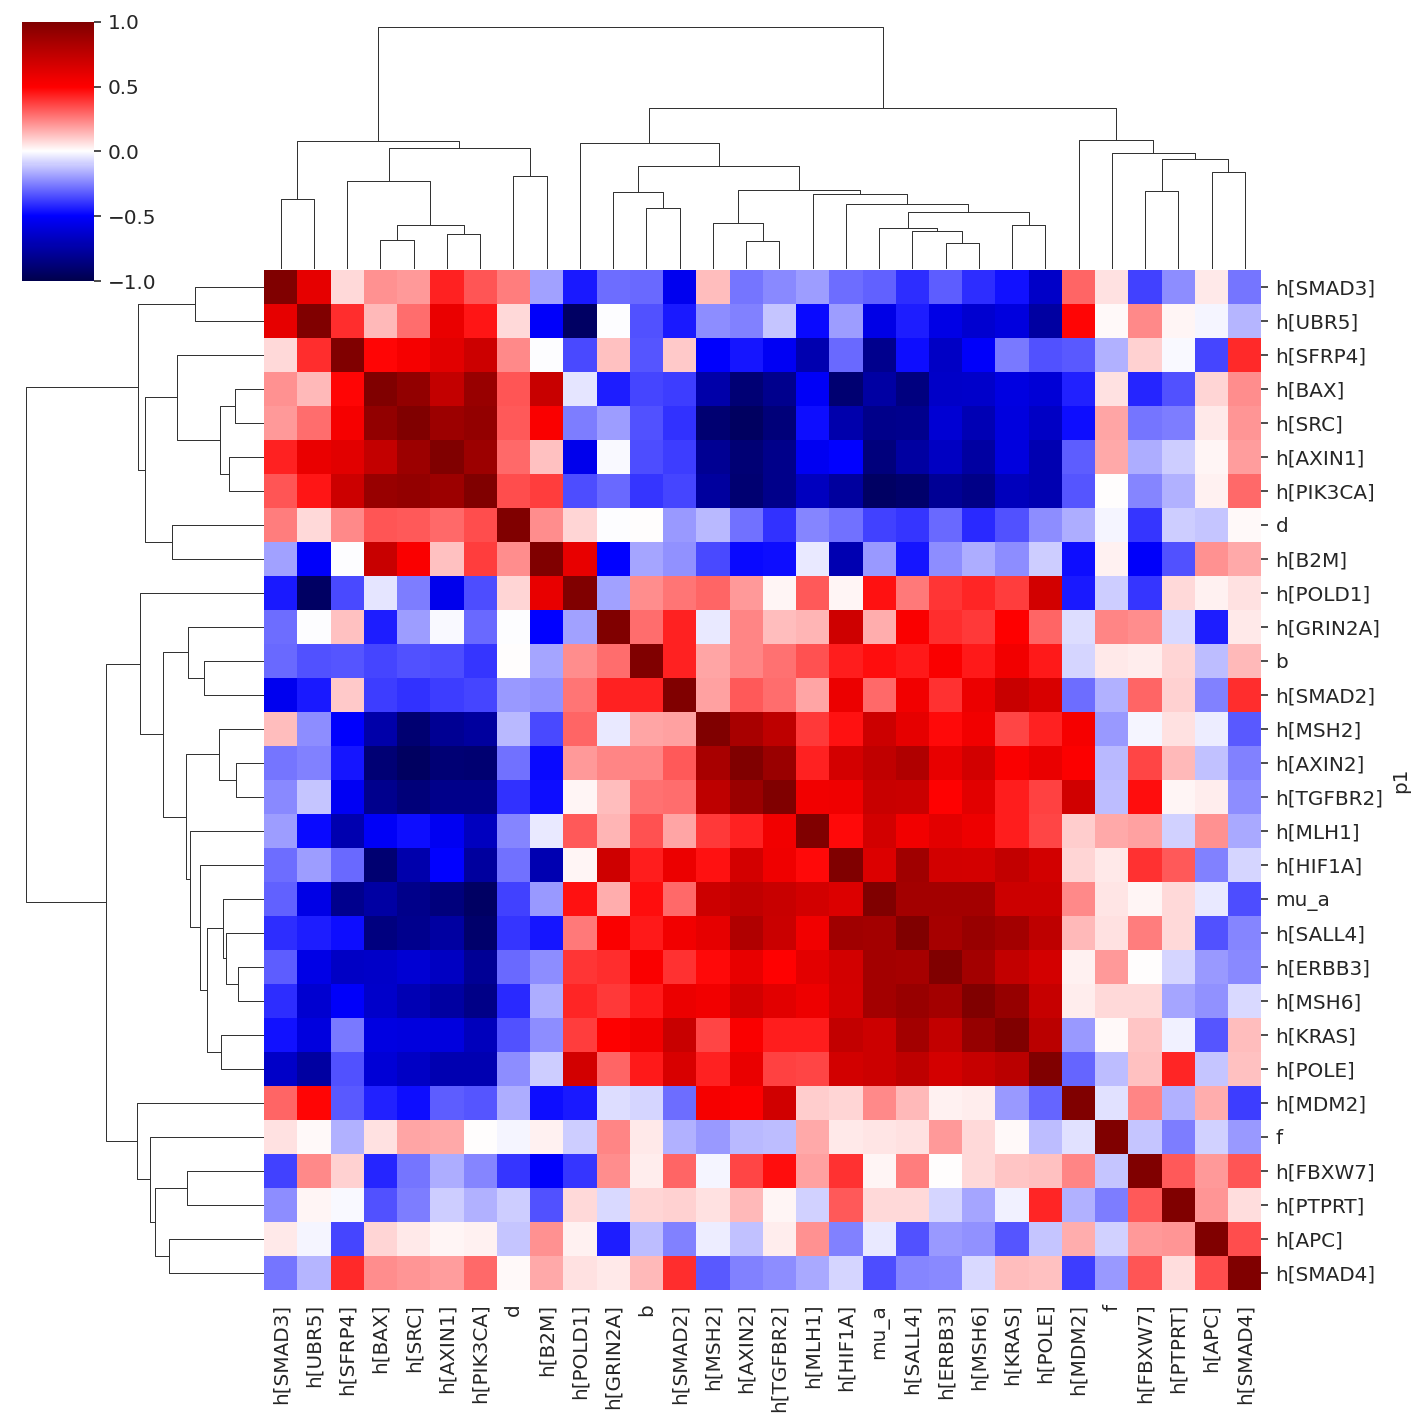 1.0
0.5
0.0
−0.5
−1.0
h[SMAD3]
h[UBR5]
h[SFRP4]
h[BAX]
h[SRC]
h[AXIN1]
h[PIK3CA]
d
h[B2M]
h[POLD1]
h[GRIN2A]
b
h[SMAD2]
h[MSH2]
h[AXIN2]
h[TGFBR2]
h[MLH1]
h[HIF1A]
mu_a
h[SALL4]
h[ERBB3]
h[MSH6]
h[KRAS]
h[POLE]
h[MDM2]
f
h[FBXW7]
h[PTPRT]
h[APC]
h[SMAD4]
p1
h[SMAD3]
h[UBR5]
h[SFRP4]
h[BAX]
h[SRC]
h[AXIN1]
h[PIK3CA]
d
h[B2M]
h[POLD1]
h[GRIN2A]
b
h[SMAD2]
h[MSH2]
h[AXIN2]
h[TGFBR2]
h[MLH1]
h[HIF1A]
mu_a
h[SALL4]
h[ERBB3]
h[MSH6]
h[KRAS]
h[POLE]
h[MDM2]
f
h[FBXW7]
h[PTPRT]
h[APC]
h[SMAD4]